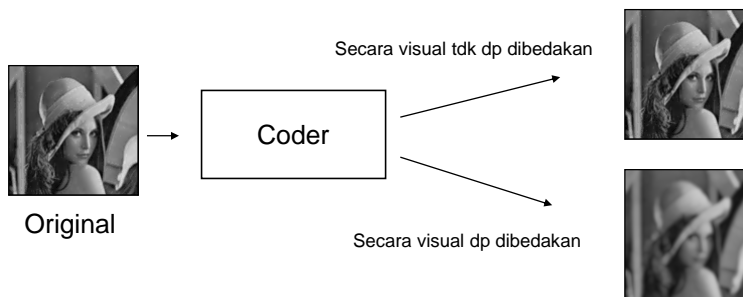 Secara visual tdk dp dibedakan
Coder
Original
Secara visual dp dibedakan